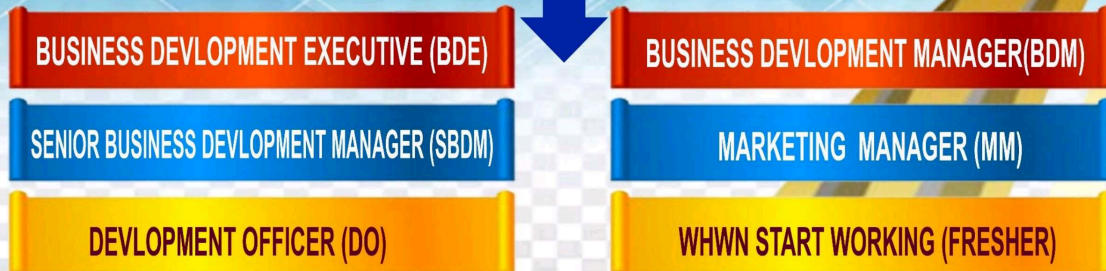 BUSINESS DEVLOPMENT EXECUTIVE (BDE)
BUSINESS DEVLOPMENT MANAGER(BDM)
SENIOR BUSINESS DEVLOPMENT MANAGER (SBDM)
MARKETING MANAGER (MM)
DEVLOPMENT OFFICER (DO)
WHWN START WORKING (FRESHER)